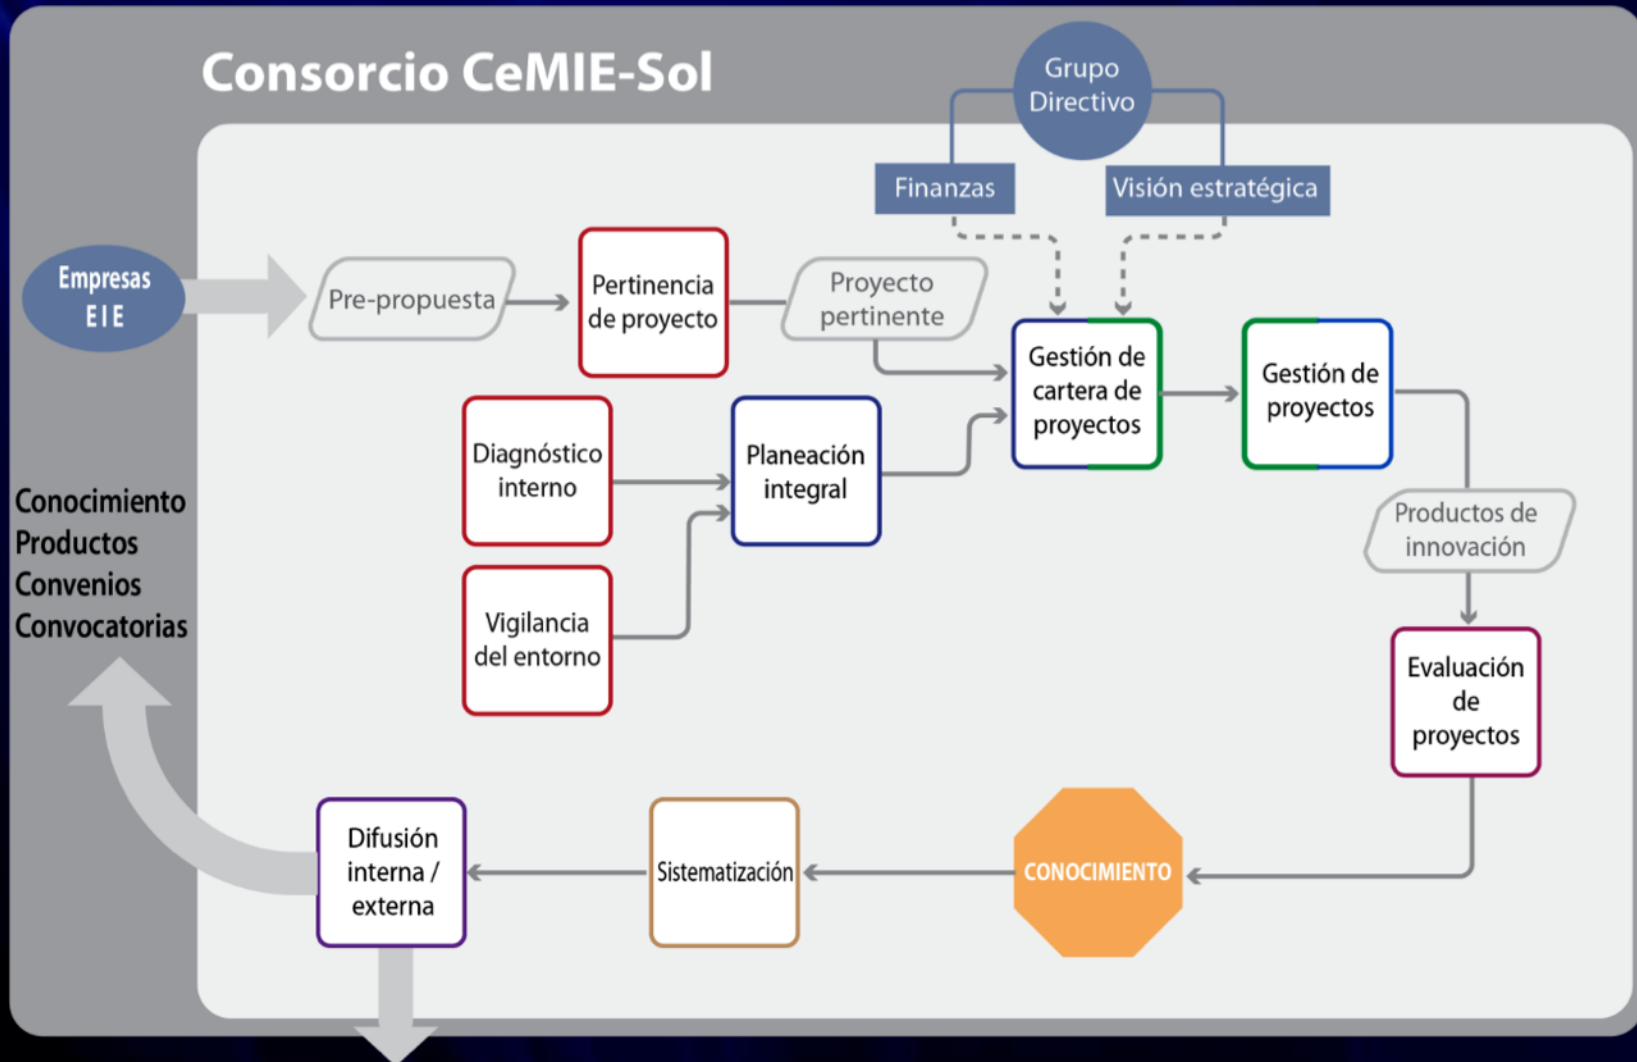 Consorcio CeMIE-Sol
Grupo
Directivo
Finanzas
Visión estratégica
Empresas
E I E
Pre-propuesta
Pertinencia
de proyecto
Proyecto
pertinente
Gestión de
cartera de
proyectos
Gestión de
proyectos
Diagnóstico
interno
Planeación
integral
Vigilancia
del entorno
Conocimiento
Productos
Convenios
Convocatorias
Productos de
innovación
Evaluación
de
proyectos
CONOCIMIENTO
Sistematización
Difusión
interna /
externa